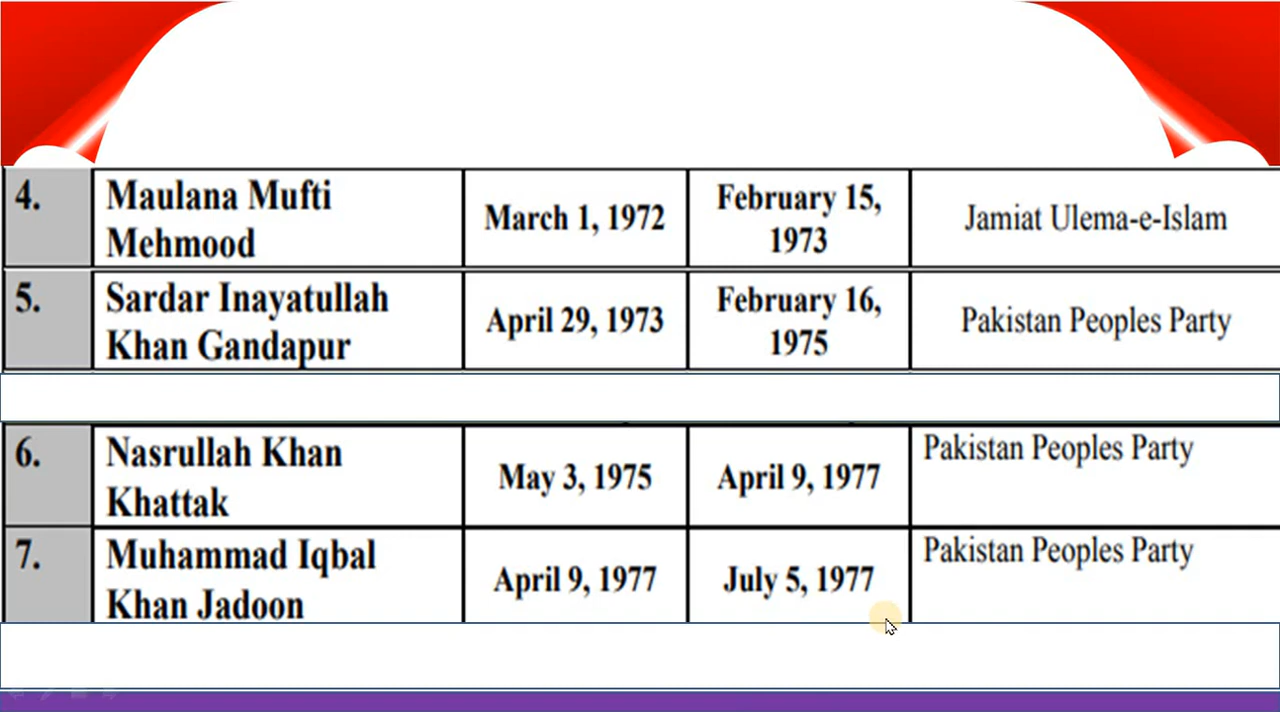 4. Maulana Mufti March 1, 1972 February 15, Jamiat Ulema-e-Islam
Mehmood 1973
5. Sardar Inayatullah April 29, 1973 February 16, Pakistan Peoples Party
Khan Gandapur 1975
6. Nasrullah Khan May 3, 1975 April 9, 1977 Pakistan Peoples Party
Khattak
7. Muhammad Iqbal April 9, 1977 July 5, 1977 Pakistan Peoples Party
Khan Jadoon